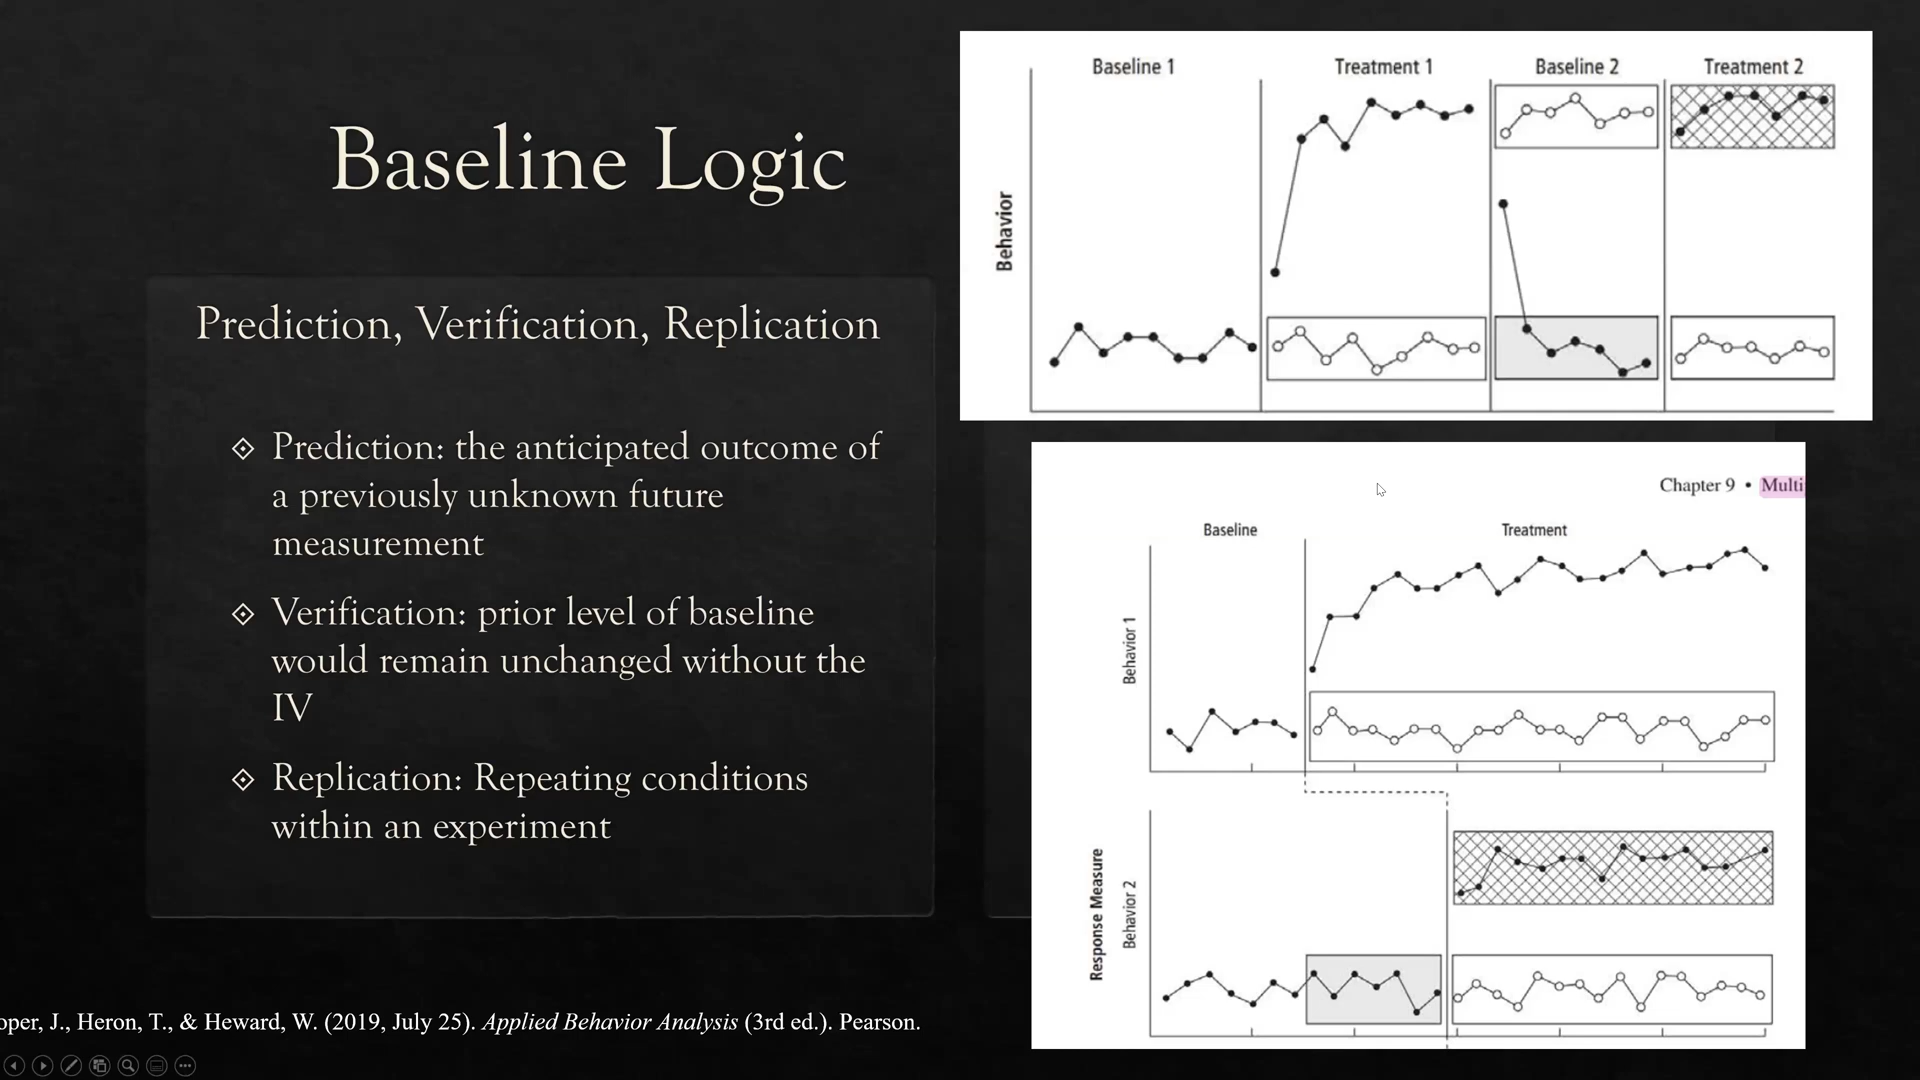 Baseline Logic
Prediction, Verification, Replication
Prediction: the anticipated outcome of
a previously unknown future
measurement
Verification: prior level of baseline
would remain unchanged without the
IV
Replication: Repeating conditions
within an experiment
oper, J., Heron, T., & Heward, W. (2019, July 25). Applied Behavior Analysis (3rd ed.). Pearson.
Baseline 1
Treatment 1
Baseline 2
Treatment 2
Behavior
Chapter 9 • Multi
Baseline
Treatment
Behavior 1
Response Measure
Behavior 2